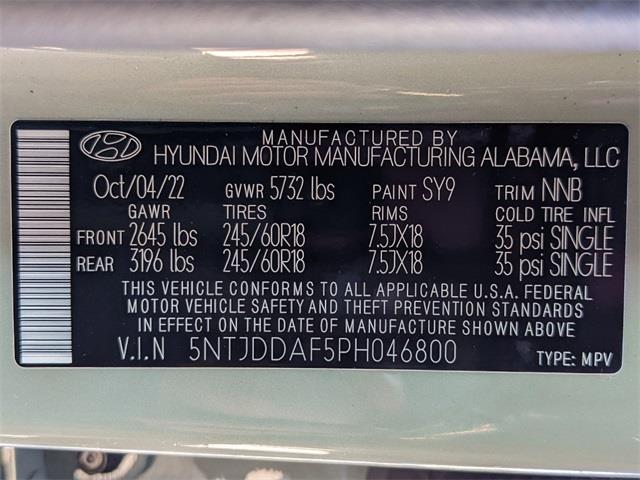 MANUFACTURED BY
HYUNDAI MOTOR MANUFACTURING ALABAMA, LLC
Oct/04/22 GVWR 5732 lbs PAINT SY9 TRIM NNB
GAWR TIRES RIMS COLD TIRE INFL
FRONT 2645 lbs 245/60R18 7.5JX18 35 psi SINGLE
REAR 3196 lbs 245/60R18 7.5JX18 35 psi SINGLE
THIS VEHICLE CONFORMS TO ALL APPLICABLE U.S.A. FEDERAL
MOTOR VEHICLE SAFETY AND THEFT PREVENTION STANDARDS
IN EFFECT ON THE DATE OF MANUFACTURE SHOWN ABOVE
V.I.N 5NTJDDAF5PH046800 TYPE: MPV